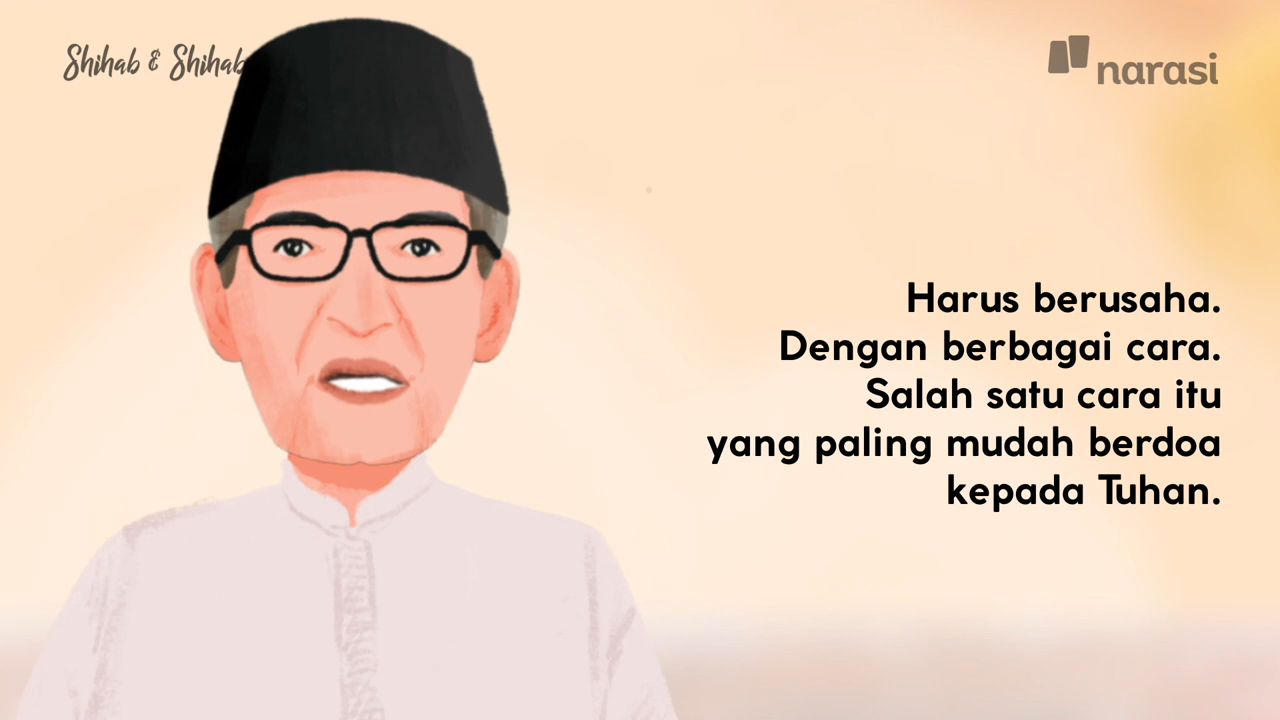 Shihab & Shihab
narasi
Harus berusaha.
Dengan berbagai cara.
Salah satu cara itu
yang paling mudah berdoa
kepada Tuhan.